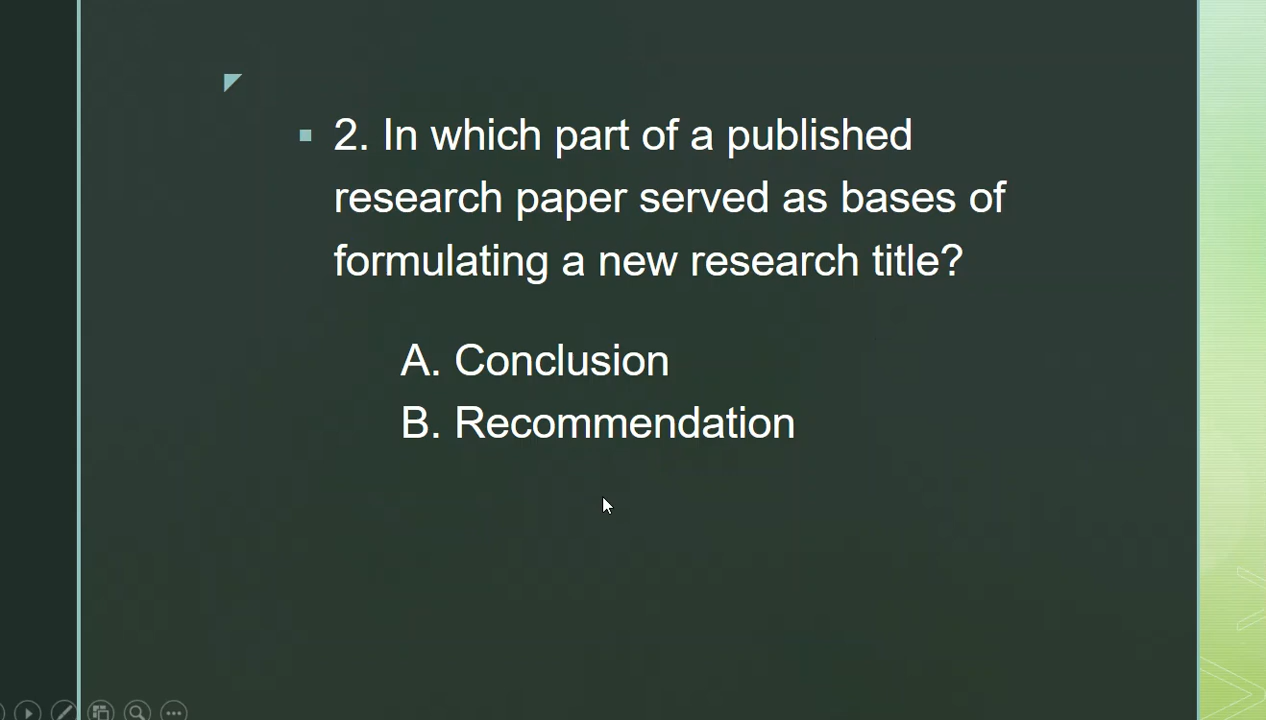 2. In which part of a published
research paper served as bases of
formulating a new research title?
A. Conclusion
B. Recommendation